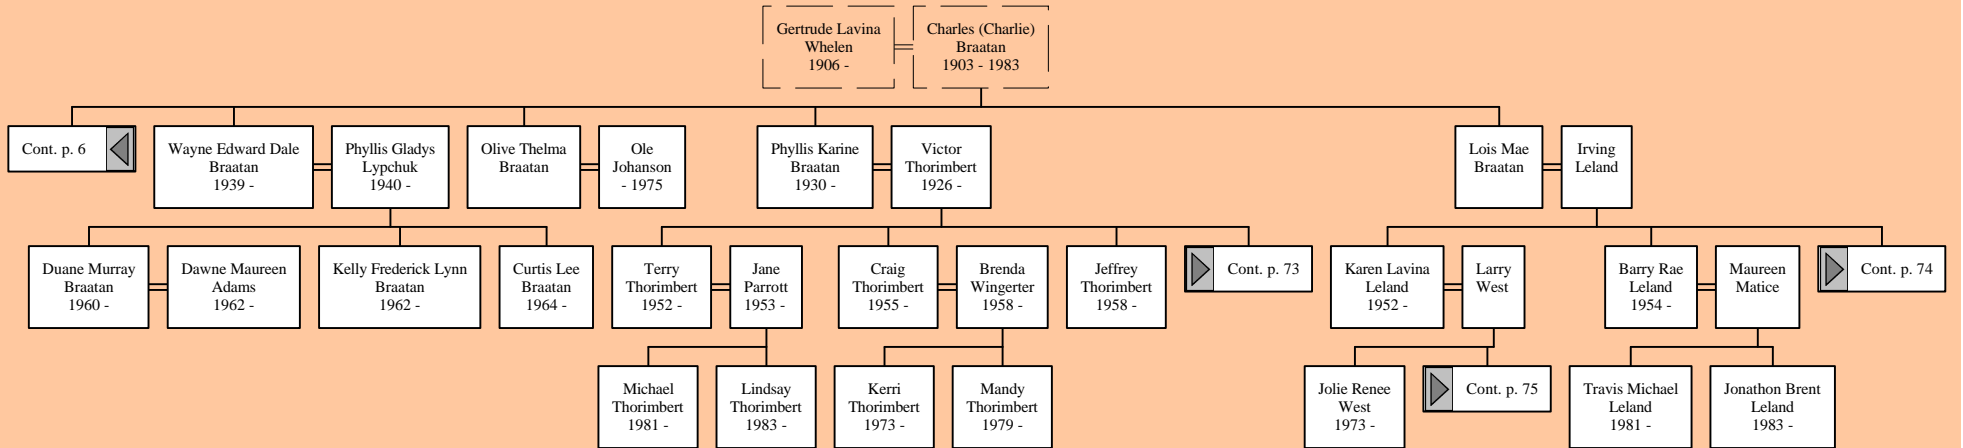 Gertrude Lavina
Whelen
1906 -
Charles (Charlie)
Braatan
1903 - 1983
Cont. p. 6
Wayne Edward Dale
Braatan
1939 -
Phyllis Gladys
Lypchuk
1940 -
Olive Thelma
Braatan
Ole
Johanson
- 1975
Phyllis Karine
Braatan
1930 -
Victor
Thorimbert
1926 -
Lois Mae
Braatan
Irving
Leland
Duane Murray
Braatan
1960 -
Dawne Maureen
Adams
1962 -
Kelly Frederick Lynn
Braatan
1962 -
Curtis Lee
Braatan
1964 -
Terry
Thorimbert
1952 -
Jane
Parrott
1953 -
Craig
Thorimbert
1955 -
Brenda
Wingerter
1958 -
Jeffrey
Thorimbert
1958 -
Cont. p. 73
Karen Lavina
Leland
1952 -
Larry
West
Barry Rae
Leland
1954 -
Maureen
Matice
Cont. p. 74
Michael
Thorimbert
1981 -
Lindsay
Thorimbert
1983 -
Kerri
Thorimbert
1973 -
Mandy
Thorimbert
1979 -
Jolie Renee
West
1973 -
Cont. p. 75
Travis Michael
Leland
1981 -
Jonathon Brent
Leland
1983 -